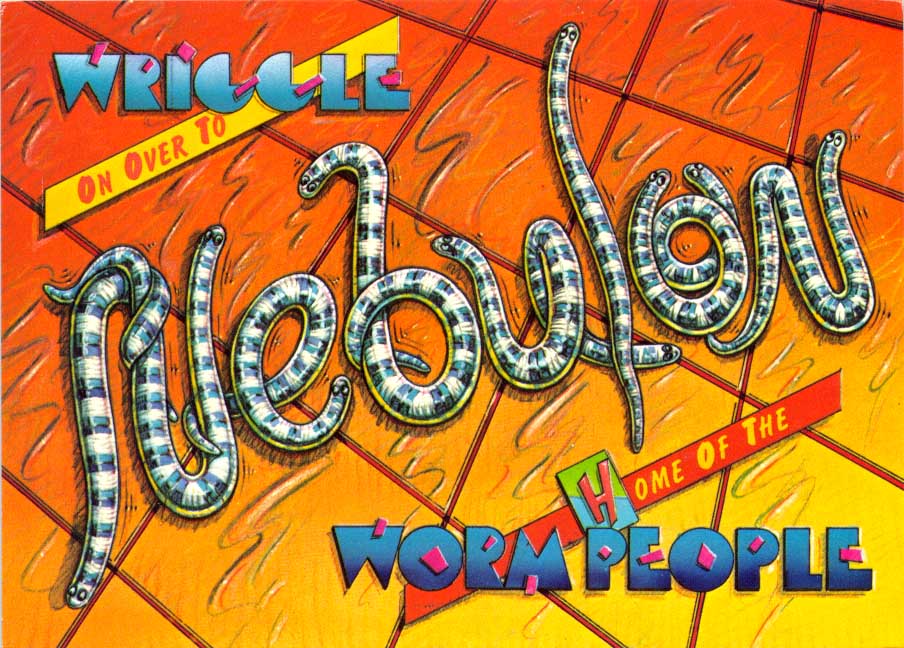 WRIGGLE
ON OVER TO
Nebulon
HOME OF THE
WORM PEOPLE